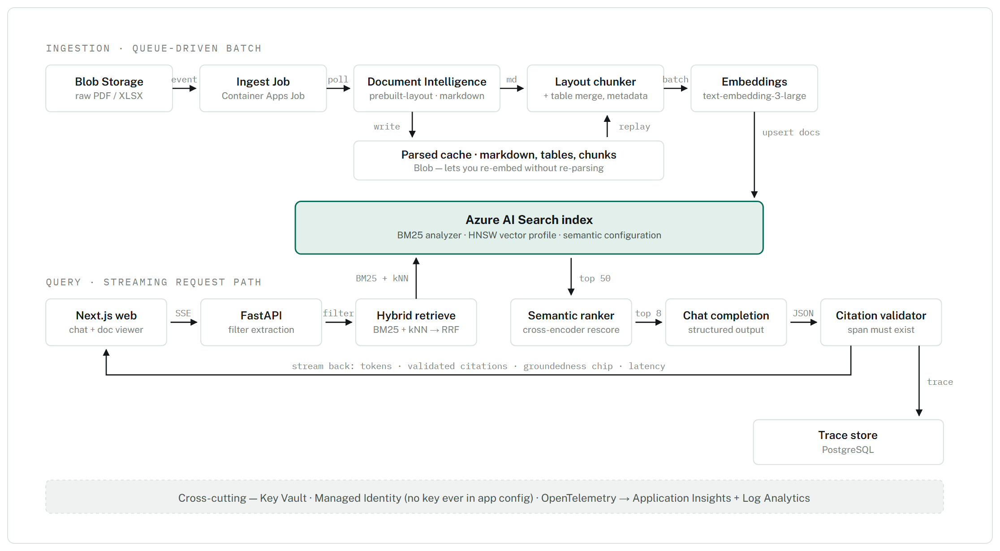 INGESTION · QUEUE-DRIVEN BATCH
Blob Storage
raw PDF / XLSX
event
Ingest Job
Container Apps Job
poll
Document Intelligence
prebuilt-layout · markdown
md
Layout chunker
+ table merge, metadata
batch
Embeddings
text-embedding-3-large
write
replay
upsert docs
Parsed cache · markdown, tables, chunks
Blob — lets you re-embed without re-parsing
Azure AI Search index
BM25 analyzer · HNSW vector profile · semantic configuration
BM25 + kNN
top 50
QUERY · STREAMING REQUEST PATH
Next.js web
chat + doc viewer
SSE
FastAPI
filter extraction
filter
Hybrid retrieve
BM25 + kNN → RRF
Semantic ranker
cross-encoder rescore
top 8
Chat completion
structured output
JSON
Citation validator
span must exist
stream back: tokens · validated citations · groundedness chip · latency
trace
Trace store
PostgreSQL
Cross-cutting — Key Vault · Managed Identity (no key ever in app config) · OpenTelemetry → Application Insights + Log Analytics